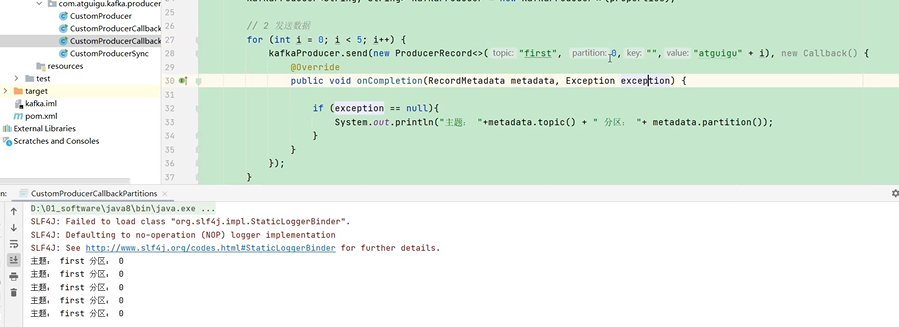 com.atguigu.kafka.producer
CustomProducer
CustomProducerCallback
CustomProducerCallback
CustomProducerSync
resources
test
target
kafka.iml
pom.xml
External Libraries
Scratches and Consoles
25
26 // 2 发送数据
27 for (int i = 0; i < 5; i++) {
28 kafkaProducer.send(new ProducerRecord<>( topic: "first", partition: 0, key: "", value: "atguigu" + i), new Callback() {
29 @Override
30 public void onCompletion(RecordMetadata metadata, Exception exception) {
31
32 if (exception == null){
33 System.out.println("主题: "+metadata.topic() + " 分区: "+ metadata.partition());
34 }
35 }
36 });
37 }
n: CustomProducerCallbackPartitions
D:\01_software\java8\bin\java.exe ...
SLF4J: Failed to load class "org.slf4j.impl.StaticLoggerBinder".
SLF4J: Defaulting to no-operation (NOP) logger implementation
SLF4J: See http://www.slf4j.org/codes.html#StaticLoggerBinder for further details.
主题: first 分区: 0
主题: first 分区: 0
主题: first 分区: 0
主题: first 分区: 0
主题: first 分区: 0